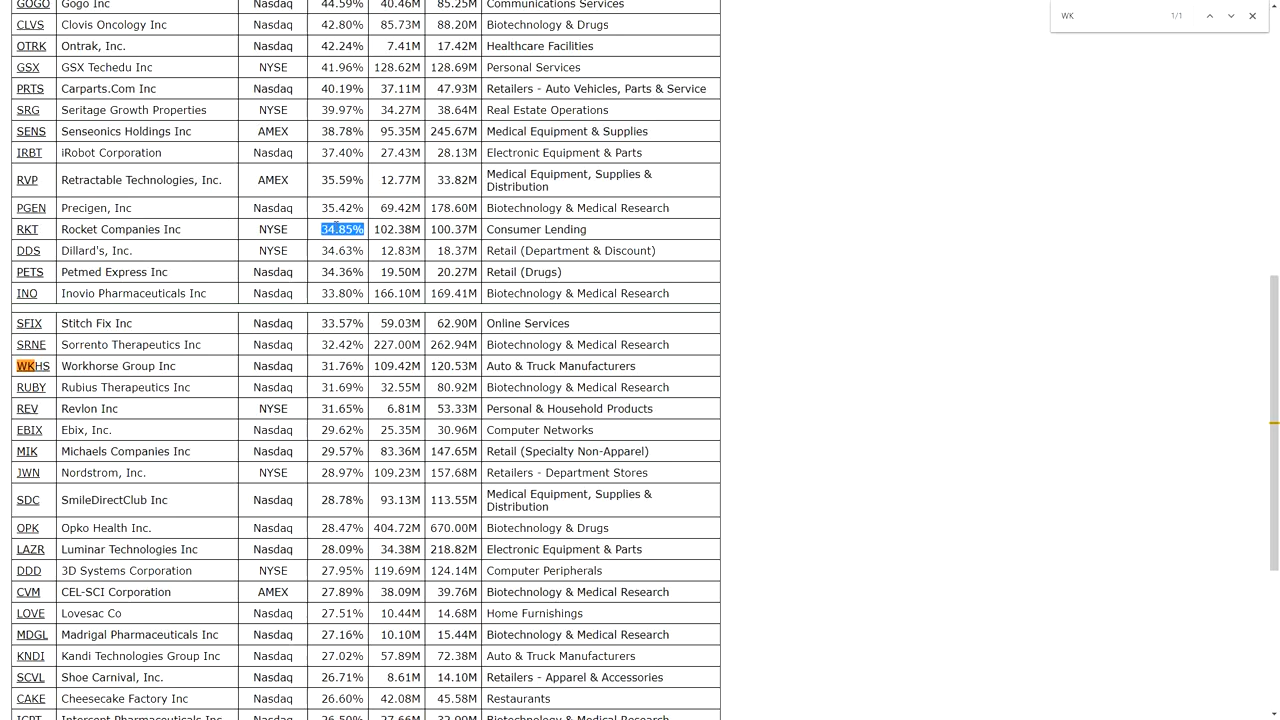 WK 1/1
GOGO Gogo Inc Nasdaq 44.59% 40.46M 85.25M Communications Services
CLVS Clovis Oncology Inc Nasdaq 42.80% 85.73M 88.20M Biotechnology & Drugs
OTRK Ontrak, Inc. Nasdaq 42.24% 7.41M 17.42M Healthcare Facilities
GSX GSX Techedu Inc NYSE 41.96% 128.62M 128.69M Personal Services
PRTS Carparts.Com Inc Nasdaq 40.19% 37.11M 47.93M Retailers - Auto Vehicles, Parts & Service
SRG Seritage Growth Properties NYSE 39.97% 34.27M 38.64M Real Estate Operations
SENS Senseonics Holdings Inc AMEX 38.78% 95.35M 245.67M Medical Equipment & Supplies
IRBT iRobot Corporation Nasdaq 37.40% 27.43M 28.13M Electronic Equipment & Parts
RVP Retractable Technologies, Inc. AMEX 35.59% 12.77M 33.82M Medical Equipment, Supplies &
Distribution
PGEN Precigen, Inc Nasdaq 35.42% 69.42M 178.60M Biotechnology & Medical Research
RKT Rocket Companies Inc NYSE 34.85% 102.38M 100.37M Consumer Lending
DDS Dillard's, Inc. NYSE 34.63% 12.83M 18.37M Retail (Department & Discount)
PETS Petmed Express Inc Nasdaq 34.36% 19.50M 20.27M Retail (Drugs)
INO Inovio Pharmaceuticals Inc Nasdaq 33.80% 166.10M 169.41M Biotechnology & Medical Research
SFIX Stitch Fix Inc Nasdaq 33.57% 59.03M 62.90M Online Services
SRNE Sorrento Therapeutics Inc Nasdaq 32.42% 227.00M 262.94M Biotechnology & Medical Research
WKHS Workhorse Group Inc Nasdaq 31.76% 109.42M 120.53M Auto & Truck Manufacturers
RUBY Rubius Therapeutics Inc Nasdaq 31.69% 32.55M 80.92M Biotechnology & Medical Research
REV Revlon Inc NYSE 31.65% 6.81M 53.33M Personal & Household Products
EBIX Ebix, Inc. Nasdaq 29.62% 25.35M 30.96M Computer Networks
MIK Michaels Companies Inc Nasdaq 29.57% 83.36M 147.65M Retail (Specialty Non-Apparel)
JWN Nordstrom, Inc. NYSE 28.97% 109.23M 157.68M Retailers - Department Stores
SDC SmileDirectClub Inc Nasdaq 28.78% 93.13M 113.55M Medical Equipment, Supplies &
Distribution
OPK Opko Health Inc. Nasdaq 28.47% 404.72M 670.00M Biotechnology & Drugs
LAZR Luminar Technologies Inc Nasdaq 28.09% 34.38M 218.82M Electronic Equipment & Parts
DDD 3D Systems Corporation NYSE 27.95% 119.69M 124.14M Computer Peripherals
CVM CEL-SCI Corporation AMEX 27.89% 38.09M 39.76M Biotechnology & Medical Research
LOVE Lovesac Co Nasdaq 27.51% 10.44M 14.68M Home Furnishings
MDGL Madrigal Pharmaceuticals Inc Nasdaq 27.16% 10.10M 15.44M Biotechnology & Medical Research
KNDI Kandi Technologies Group Inc Nasdaq 27.02% 57.89M 72.38M Auto & Truck Manufacturers
SCVL Shoe Carnival, Inc. Nasdaq 26.71% 8.61M 14.10M Retailers - Apparel & Accessories
CAKE Cheesecake Factory Inc Nasdaq 26.60% 42.08M 45.58M Restaurants
ICPT Intercept Pharmaceuticals Inc Nasdaq 26.50% 27.66M 32.99M Biotechnology & Medical Research